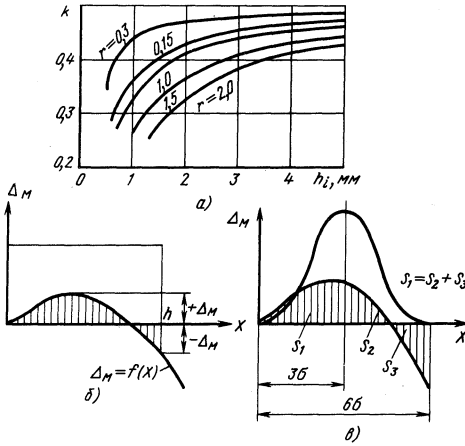 k
0,4
0,3
0,2
r=0,3
0,15
1,0
1,5
r=2,0
0 1 2 3 4 hᵢ, мм
а)
Δм
+Δм
h
X
-Δм
Δм=f(X)
б)
Δм
S₁=S₂+S₃
X
S₁
S₂
S₃
3б
6б
в)